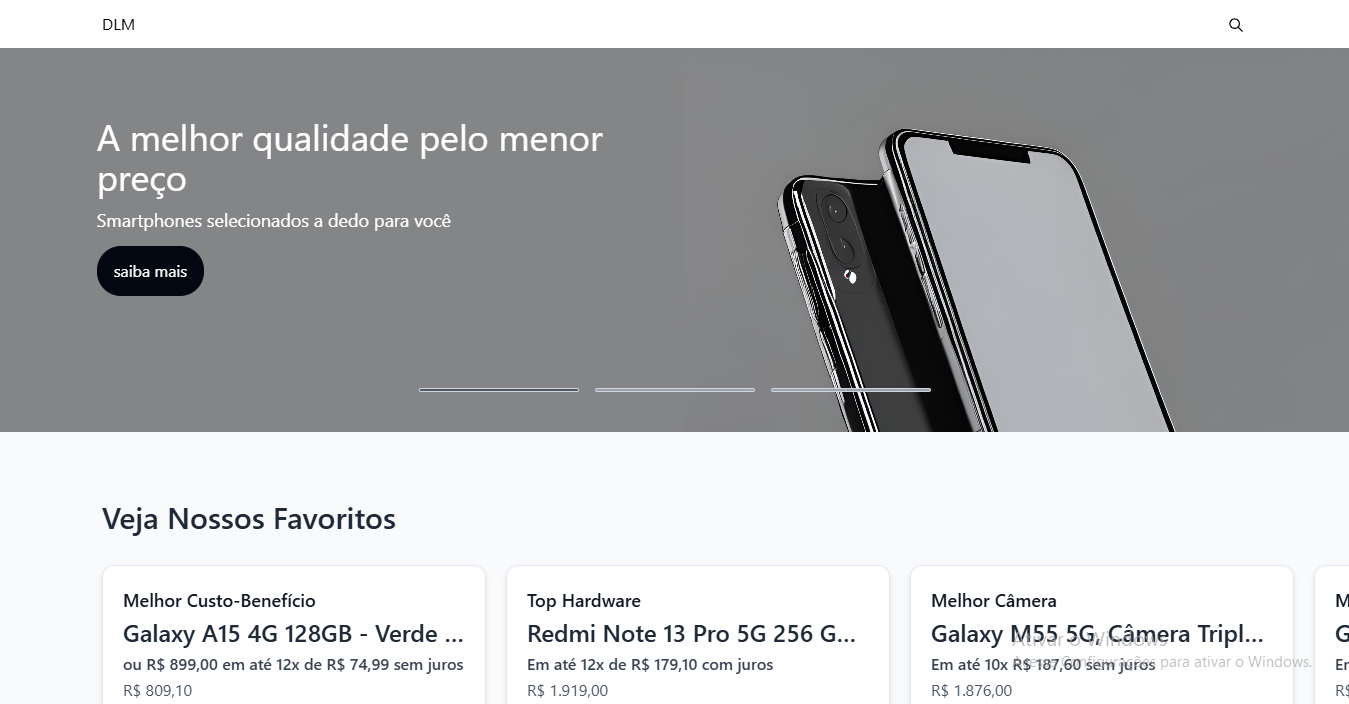 DLM
A melhor qualidade pelo menor
preço
Smartphones selecionados a dedo para você
saiba mais
Veja Nossos Favoritos
Melhor Custo-Benefício
Galaxy A15 4G 128GB - Verde ...
ou R$ 899,00 em até 12x de R$ 74,99 sem juros
R$ 809,10
Top Hardware
Redmi Note 13 Pro 5G 256 G...
Em até 12x de R$ 179,10 com juros
R$ 1.919,00
Melhor Câmera
Galaxy M55 5G, Câmera Tripl...
Em até 10x R$ 187,60 sem juros
R$ 1.876,00
M
G
R$
Ativar o Windows
Acesse Configurações para ativar o Windows.